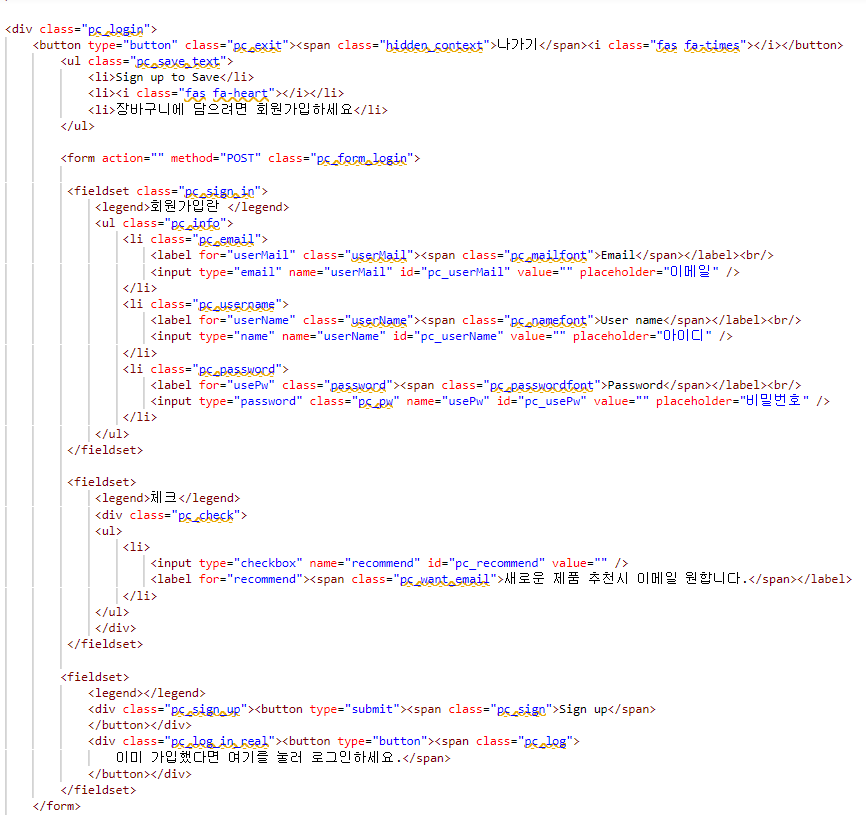 <div class="pc_login">
<button type="button" class="pc_exit"><span class="hidden_context">나가기</span><i class="fas fa-times"></i></button>
<ul class="pc_save_text">
<li>Sign up to Save</li>
<li><i class="fas fa-heart"></i></li>
<li>장바구니에 담으려면 회원가입하세요</li>
</ul>
<form action="" method="POST" class="pc_form_login">
<fieldset class="pc_sign_in">
<legend>회원가입란 </legend>
<ul class="pc_info">
<li class="pc_email">
<label for="userMail" class="userMail"><span class="pc_mailfont">Email</span></label><br/>
<input type="email" name="userMail" id="pc_userMail" value="" placeholder="이메일" />
</li>
<li class="pc_username">
<label for="userName" class="userName"><span class="pc_namefont">User name</span></label><br/>
<input type="name" name="userName" id="pc_userName" value="" placeholder="아이디" />
</li>
<li class="pc_password">
<label for="usePw" class="password"><span class="pc_passwordfont">Password</span></label><br/>
<input type="password" class="pc_pw" name="usePw" id="pc_usePw" value="" placeholder="비밀번호" />
</li>
</ul>
</fieldset>
<fieldset>
<legend>체크</legend>
<div class="pc_check">
<ul>
<li>
<input type="checkbox" name="recommend" id="pc_recommend" value="" />
<label for="recommend"><span class="pc_want_email">새로운 제품 추천시 이메일 원합니다.</span></label>
</li>
</ul>
</div>
</fieldset>
<fieldset>
<legend></legend>
<div class="pc_sign_up"><button type="submit"><span class="pc_sign">Sign up</span>
</button></div>
<div class="pc_log_in_real"><button type="button"><span class="pc_log">
이미 가입했다면 여기를 눌러 로그인하세요.</span>
</button></div>
</fieldset>
</form>